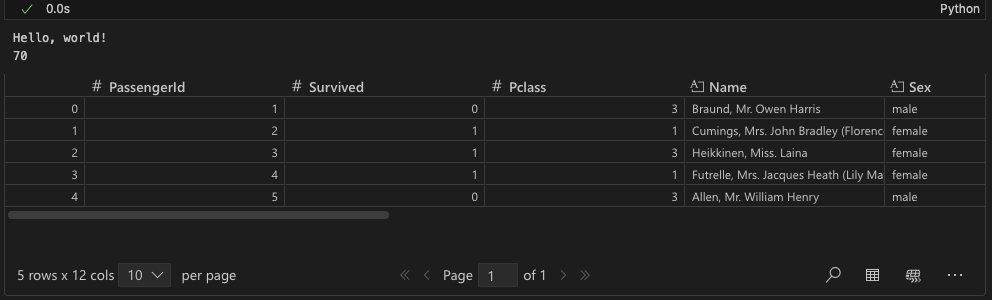 0.0s Python
Hello, world!
70
# PassengerId # Survived # Pclass Name Sex
0 1 0 3 Braund, Mr. Owen Harris male
1 2 1 1 Cumings, Mrs. John Bradley (Florenc female
2 3 1 3 Heikkinen, Miss. Laina female
3 4 1 1 Futrelle, Mrs. Jacques Heath (Lily Ma female
4 5 0 3 Allen, Mr. William Henry male
5 rows x 12 cols 10 per page Page 1 of 1